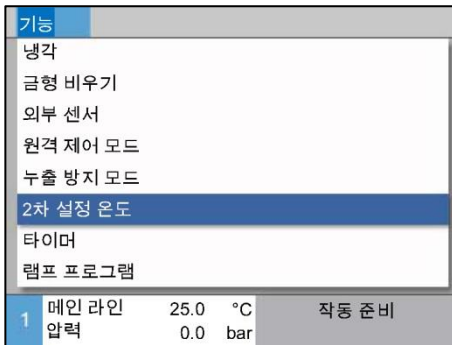 기능
냉각
금형 비우기
외부 센서
원격 제어 모드
누출 방지 모드
2차 설정 온도
타이머
램프 프로그램
1 메인 라인 25.0 °C 작동 준비
압력 0.0 bar